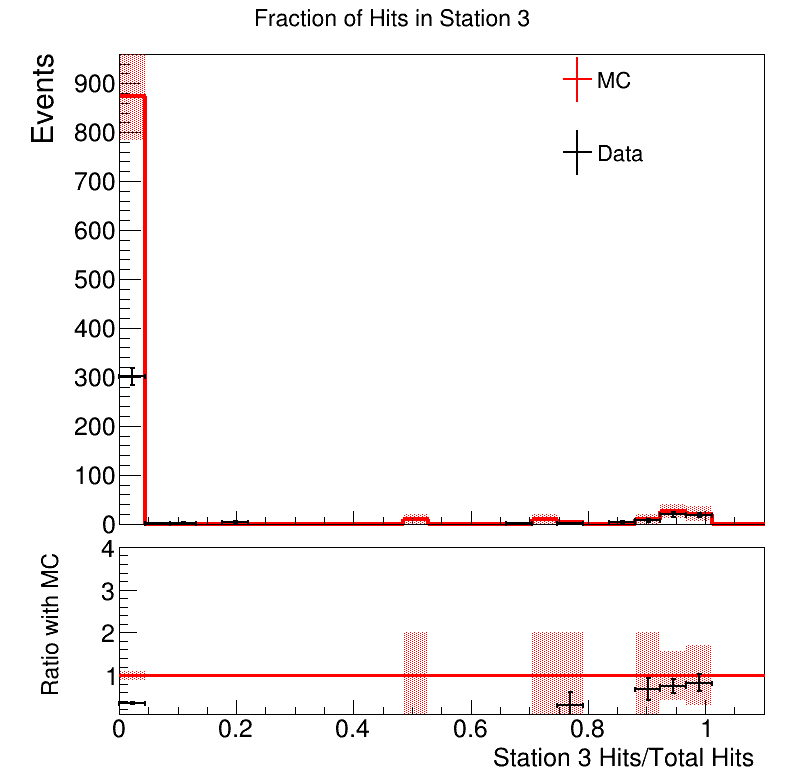 Fraction of Hits in Station 3
Events
900
800
700
600
500
400
300
200
100
0
MC
Data
Ratio with MC
4
3
2
1
0 0.2 0.4 0.6 0.8 1
Station 3 Hits/Total Hits